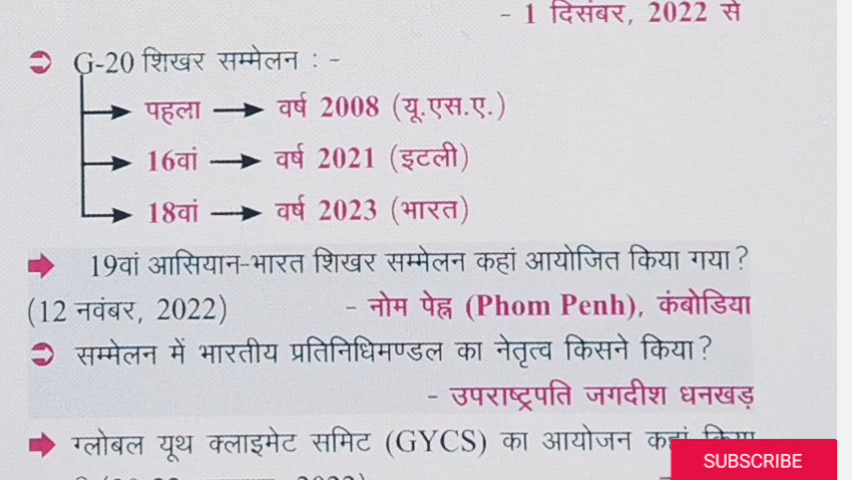 - 1 दिसंबर, 2022 से
G-20 शिखर सम्मेलन : -
पहला → वर्ष 2008 (यू.एस.ए.)
16वां → वर्ष 2021 (इटली)
18वां → वर्ष 2023 (भारत)
19वां आसियान-भारत शिखर सम्मेलन कहां आयोजित किया गया?
(12 नवंबर, 2022) - नोम पेह्न (Phom Penh), कंबोडिया
सम्मेलन में भारतीय प्रतिनिधिमण्डल का नेतृत्व किसने किया?
- उपराष्ट्रपति जगदीश धनखड़
ग्लोबल यूथ क्लाइमेट समिट (GYCS) का आयोजन कहां किया
SUBSCRIBE